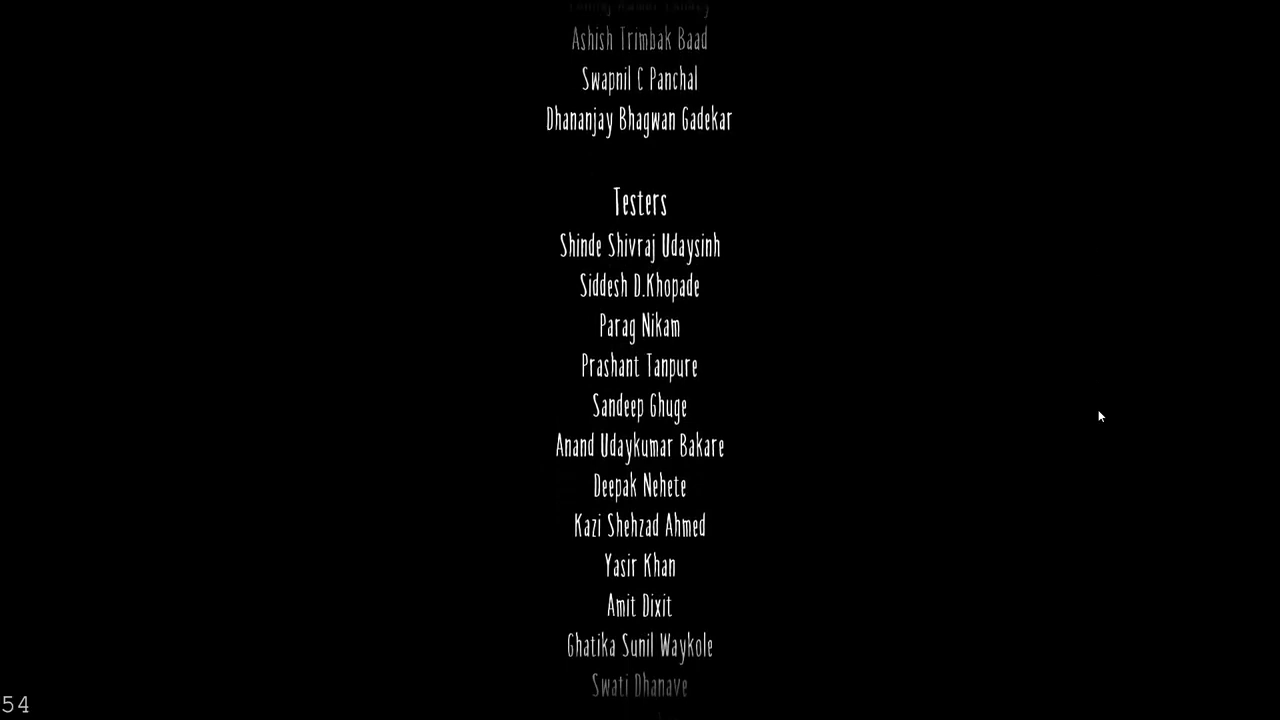 Ashish Trimbak Baad
Swapnil C Panchal
Dhananjay Bhagwan Gadekar
Testers
Shinde Shivraj Udaysinh
Siddesh D.Khopade
Parag Nikam
Prashant Tanpure
Sandeep Ghuge
Anand Udaykumar Bakare
Deepak Nehete
Kazi Shehzad Ahmed
Yasir Khan
Amit Dixit
Ghatika Sunil Waykole
Swati Dhanave
54